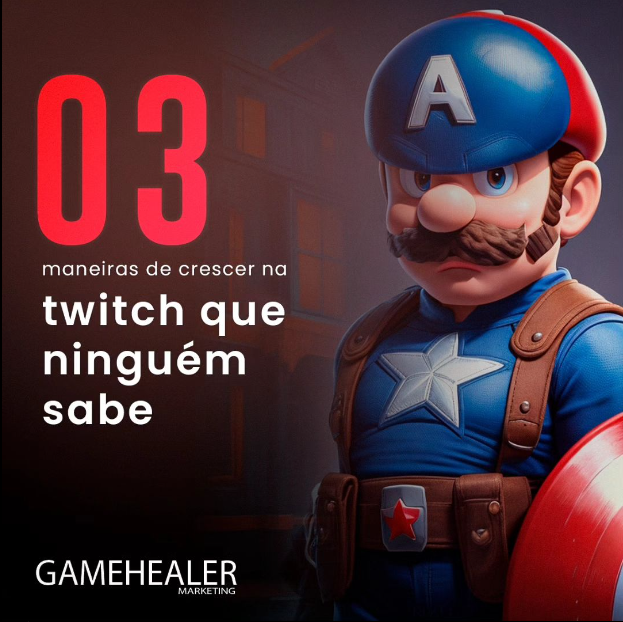 03
maneiras de crescer na
twitch que
ninguém
sabe
A
GAMEHEALER
MARKETING